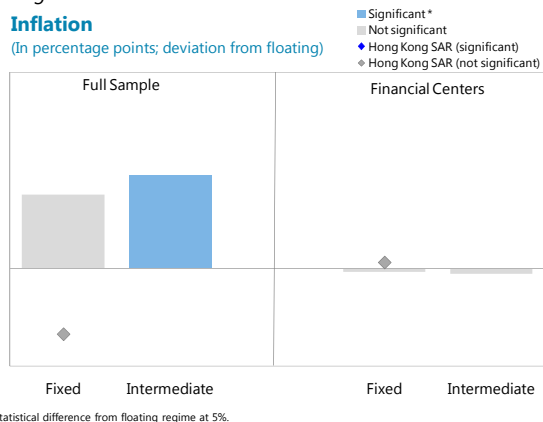 Inflation
(In percentage points; deviation from floating)
Significant *
Not significant
Hong Kong SAR (significant)
Hong Kong SAR (not significant)
Full Sample
Financial Centers
Fixed Intermediate Fixed Intermediate
tatistical difference from floating regime at 5%.